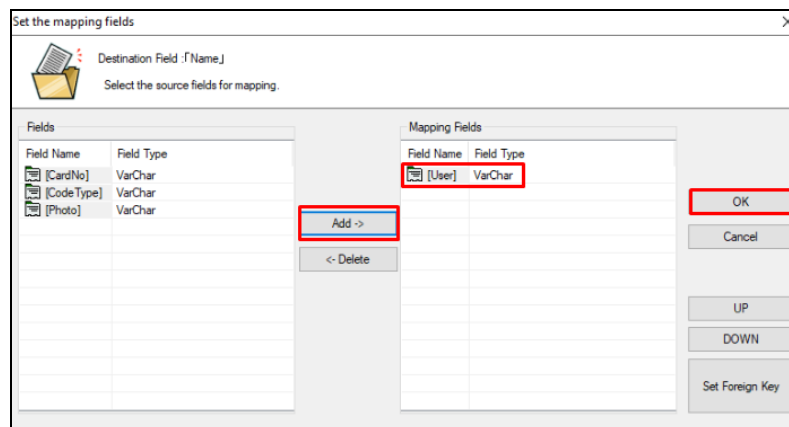 Set the mapping fields
Destination Field :「Name」
Select the source fields for mapping.
Fields
Field Name Field Type
[CardNo] VarChar
[CodeType] VarChar
[Photo] VarChar
Add ->
<- Delete
Mapping Fields
Field Name Field Type
[User] VarChar
OK
Cancel
UP
DOWN
Set Foreign Key